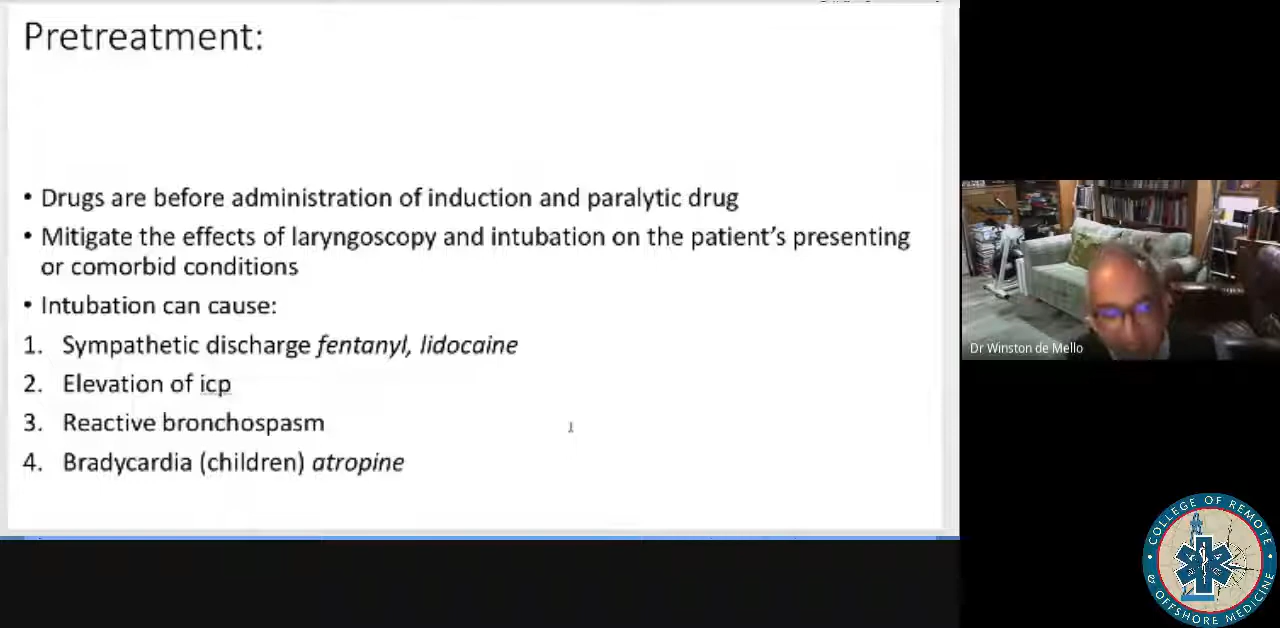 Pretreatment:
• Drugs are before administration of induction and paralytic drug
• Mitigate the effects of laryngoscopy and intubation on the patient's presenting
or comorbid conditions
• Intubation can cause:
1. Sympathetic discharge fentanyl, lidocaine
2. Elevation of icp
3. Reactive bronchospasm
4. Bradycardia (children) atropine
Dr Winston de Mello
COLLEGE OF REMOTE
& OFFSHORE MEDICINE